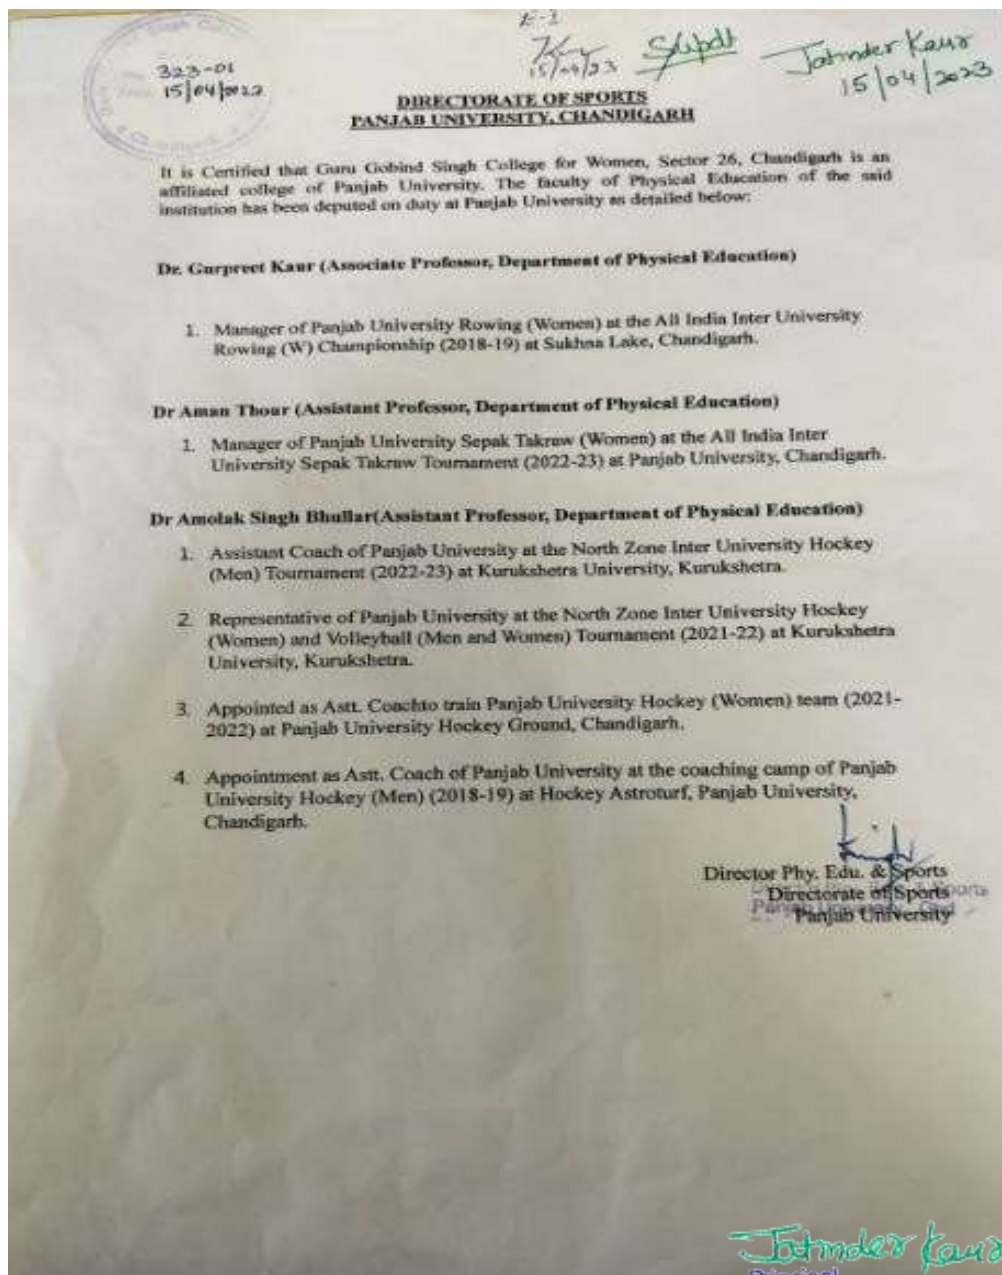 323-01
15/04/2022
E-1
15/04/23
Supdt
Jatinder Kaur
15/04/2023
DIRECTORATE OF SPORTS
PANJAB UNIVERSITY, CHANDIGARH
It is Certified that Guru Gobind Singh College for Women, Sector 26, Chandigarh is an
affiliated college of Panjab University. The faculty of Physical Education of the said
institution has been deputed on duty at Panjab University as detailed below:
Dr. Gurpreet Kaur (Associate Professor, Department of Physical Education)
1. Manager of Panjab University Rowing (Women) at the All India Inter University
Rowing (W) Championship (2018-19) at Sukhna Lake, Chandigarh.
Dr Aman Thour (Assistant Professor, Department of Physical Education)
1. Manager of Panjab University Sepak Takraw (Women) at the All India Inter
University Sepak Takraw Tournament (2022-23) at Panjab University, Chandigarh.
Dr Amolak Singh Bhullar(Assistant Professor, Department of Physical Education)
1. Assistant Coach of Panjab University at the North Zone Inter University Hockey
(Men) Tournament (2022-23) at Kurukshetra University, Kurukshetra.
2. Representative of Panjab University at the North Zone Inter University Hockey
(Women) and Volleyball (Men and Women) Tournament (2021-22) at Kurukshetra
University, Kurukshetra.
3. Appointed as Astt. Coachto train Panjab University Hockey (Women) team (2021-
2022) at Panjab University Hockey Ground, Chandigarh.
4. Appointment as Astt. Coach of Panjab University at the coaching camp of Panjab
University Hockey (Men) (2018-19) at Hockey Astroturf, Panjab University,
Chandigarh.
Director Phy. Edu. & Sports
Directorate of Sports
Panjab University
Jatinder Kaur
Principal